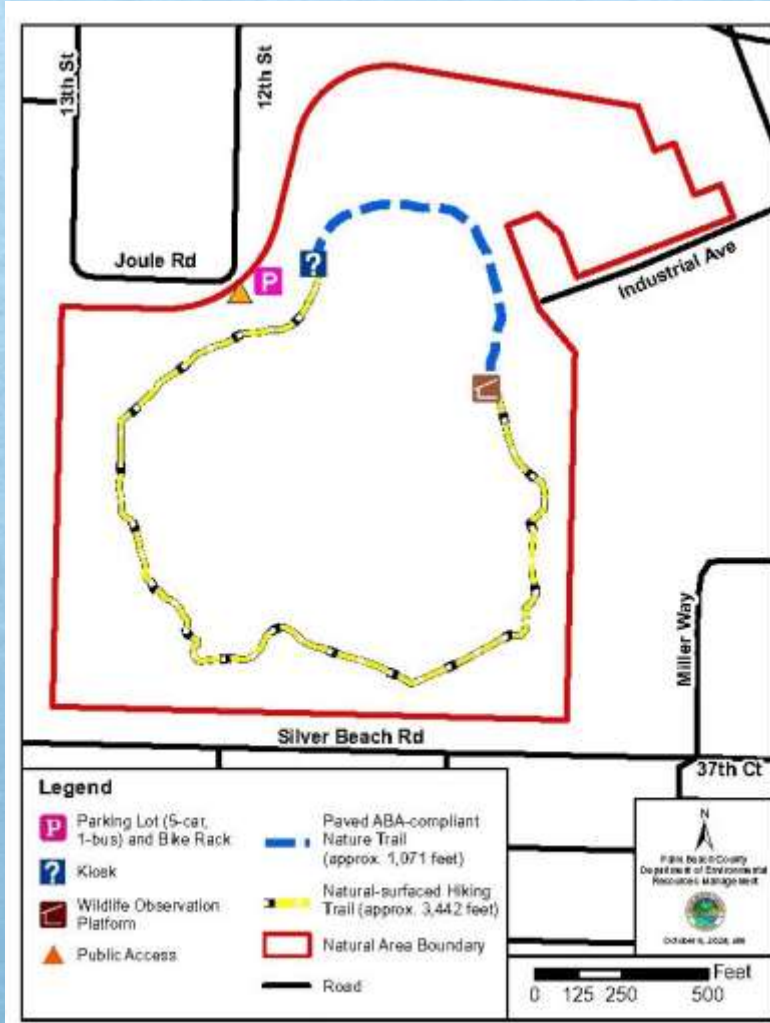 13th St
12th St
Joule Rd
Industrial Ave
Miller Way
Silver Beach Rd
37th Ct
Legend
P
Parking Lot (5-car,
1-bus) and Bike Rack
?
Kiosk
Wildlife Observation
Platform
Public Access
Paved ABA-compliant
Nature Trail
(approx. 1,071 feet)
Natural-surfaced Hiking
Trail (approx. 3,442 feet)
Natural Area Boundary
Road
N
Palm Beach County
Department of Environmental
Resources Management
Feet
0 125 250 500
P
?